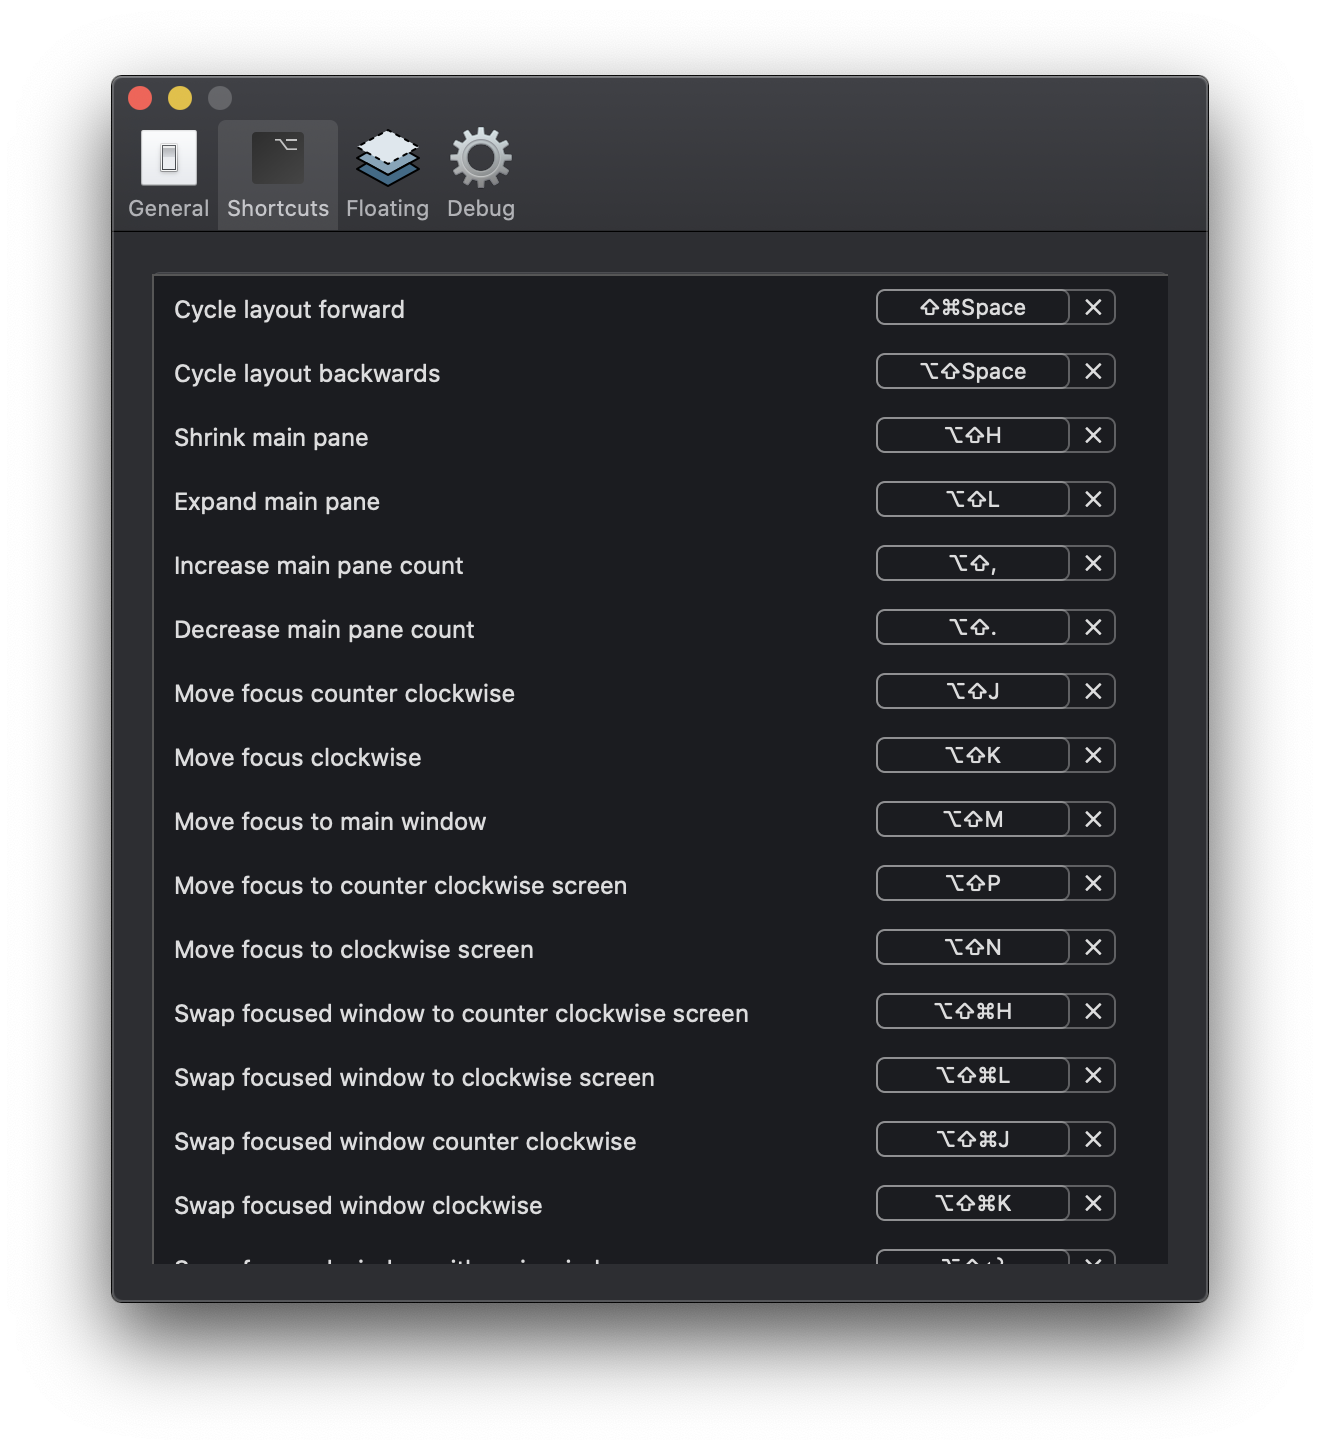 General Shortcuts Floating Debug
Cycle layout forward ⇧⌘Space ✕
Cycle layout backwards ⌥⇧Space ✕
Shrink main pane ⌥⇧H ✕
Expand main pane ⌥⇧L ✕
Increase main pane count ⌥⇧, ✕
Decrease main pane count ⌥⇧. ✕
Move focus counter clockwise ⌥⇧J ✕
Move focus clockwise ⌥⇧K ✕
Move focus to main window ⌥⇧M ✕
Move focus to counter clockwise screen ⌥⇧P ✕
Move focus to clockwise screen ⌥⇧N ✕
Swap focused window to counter clockwise screen ⌥⇧⌘H ✕
Swap focused window to clockwise screen ⌥⇧⌘L ✕
Swap focused window counter clockwise ⌥⇧⌘J ✕
Swap focused window clockwise ⌥⇧⌘K ✕